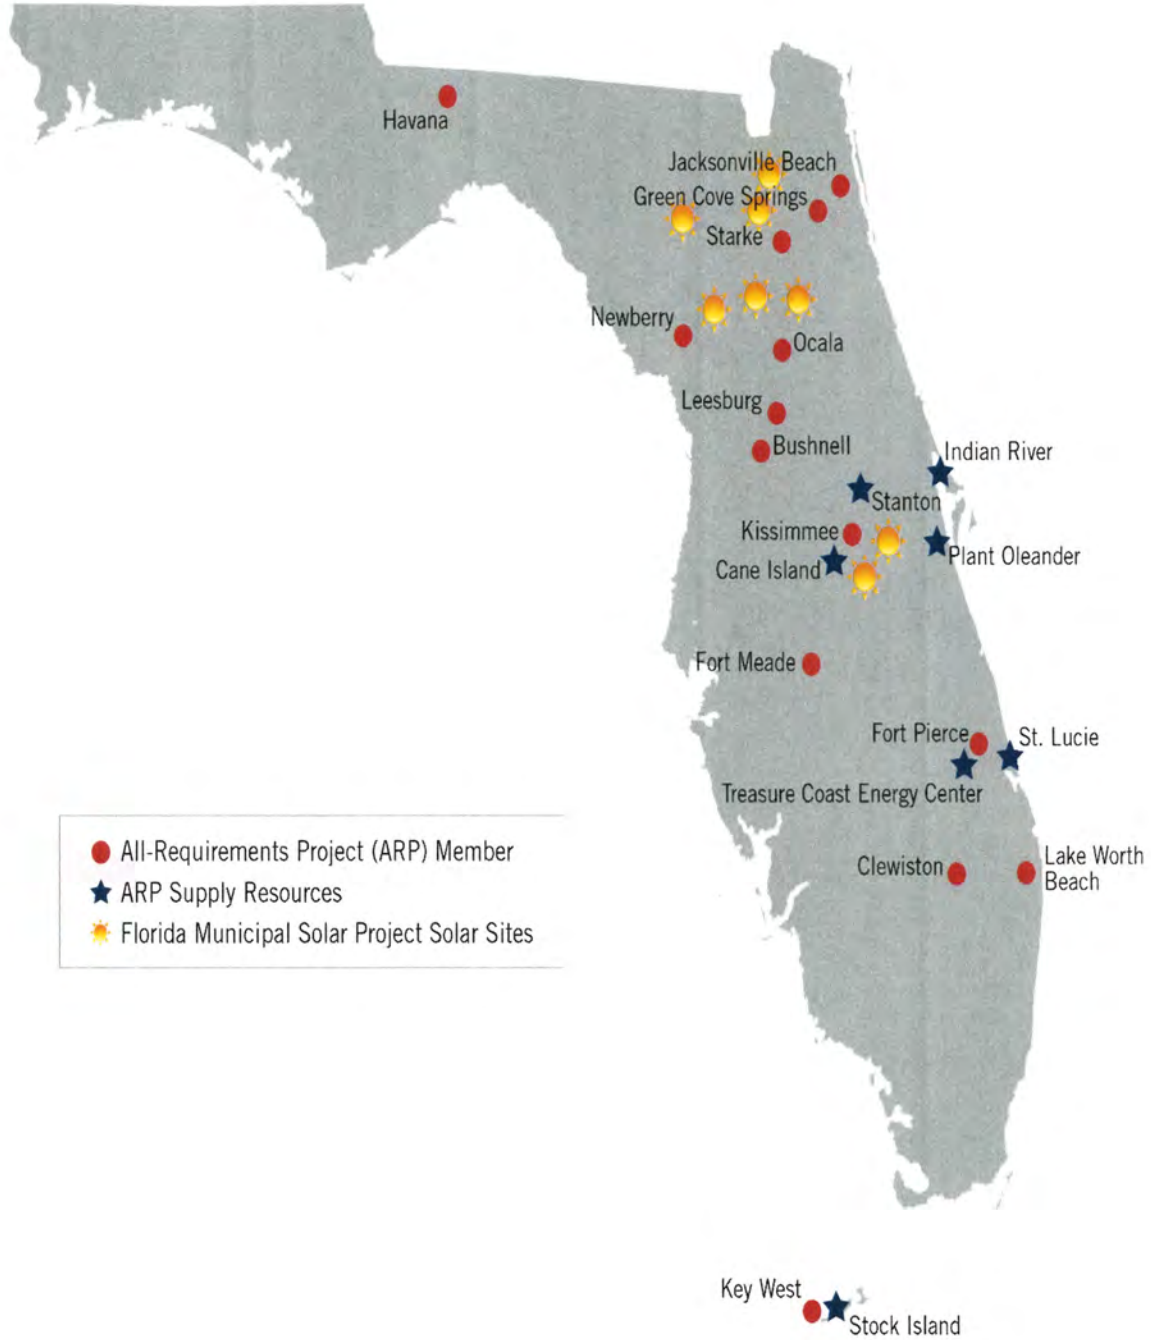 Havana
Jacksonville Beach
Green Cove Springs
Starke
Newberry
Ocala
Leesburg
Bushnell
Indian River
Stanton
Kissimmee
Plant Oleander
Cane Island
Fort Meade
Fort Pierce
St. Lucie
Treasure Coast Energy Center
All-Requirements Project (ARP) Member
ARP Supply Resources
Florida Municipal Solar Project Solar Sites
Clewiston
Lake Worth
Beach
Key West
Stock Island